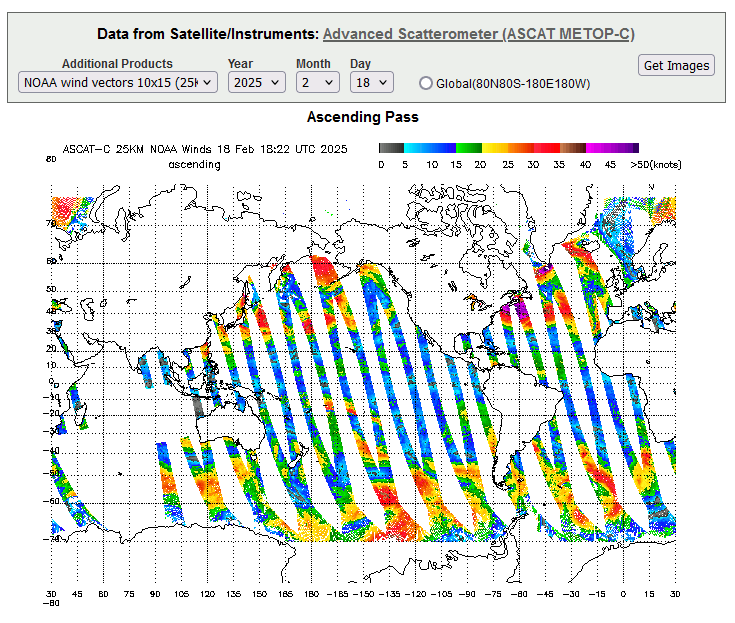 Data from Satellite/Instruments: Advanced Scatterometer (ASCAT METOP-C)
Additional Products Year Month Day
NOAA wind vectors 10x15 (25k 2025 2 18 Global(80N80S-180E180W) Get Images
Ascending Pass
ASCAT-C 25KM NOAA Winds 18 Feb 18:22 UTC 2025
ascending
0 5 10 15 20 25 30 35 40 45 >50(knots)
80
70
60
50
40
30
20
10
0
-10
-20
-30
-40
-50
-60
-70
30 45 60 75 90 105 120 135 150 165 180 -165 -150 -135 -120 -105 -90 -75 -60 -45 -30 -15 0 15 30
-80